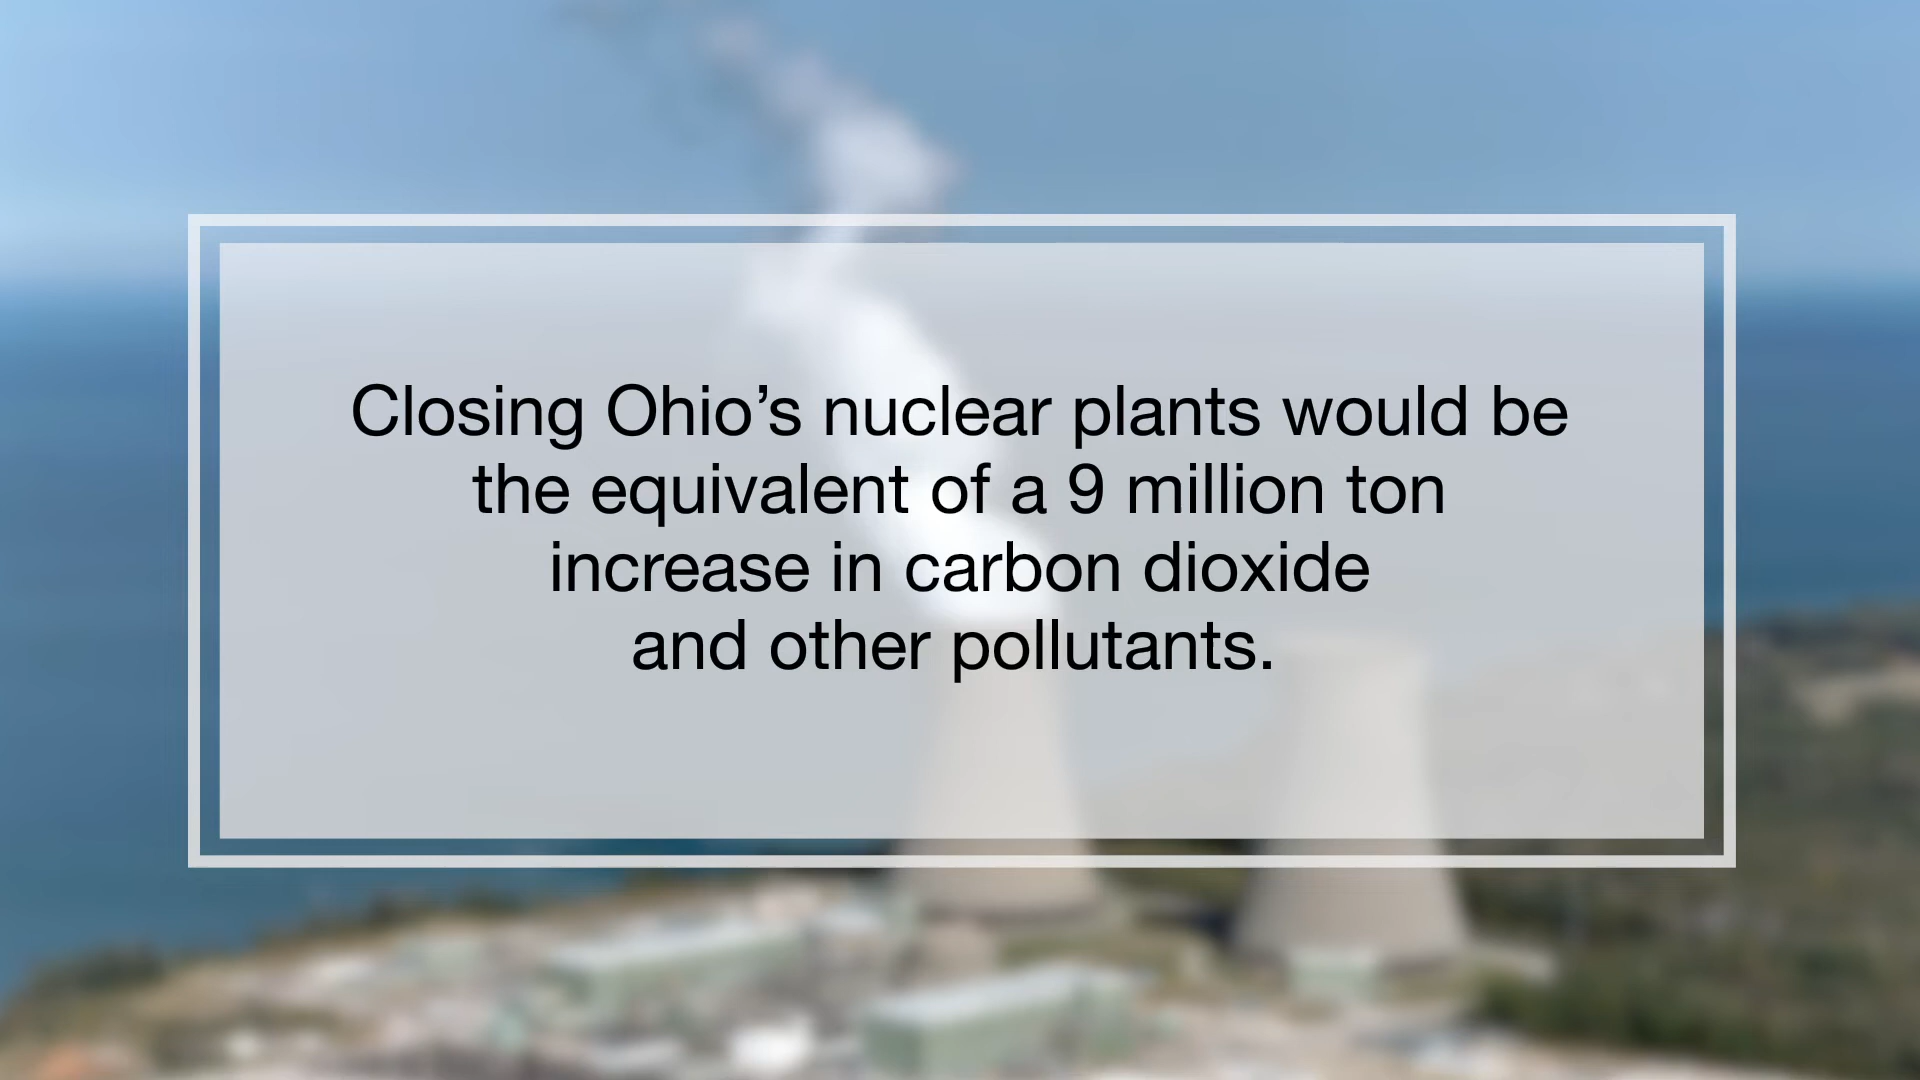 Closing Ohio’s nuclear plants would be
the equivalent of a 9 million ton
increase in carbon dioxide
and other pollutants.